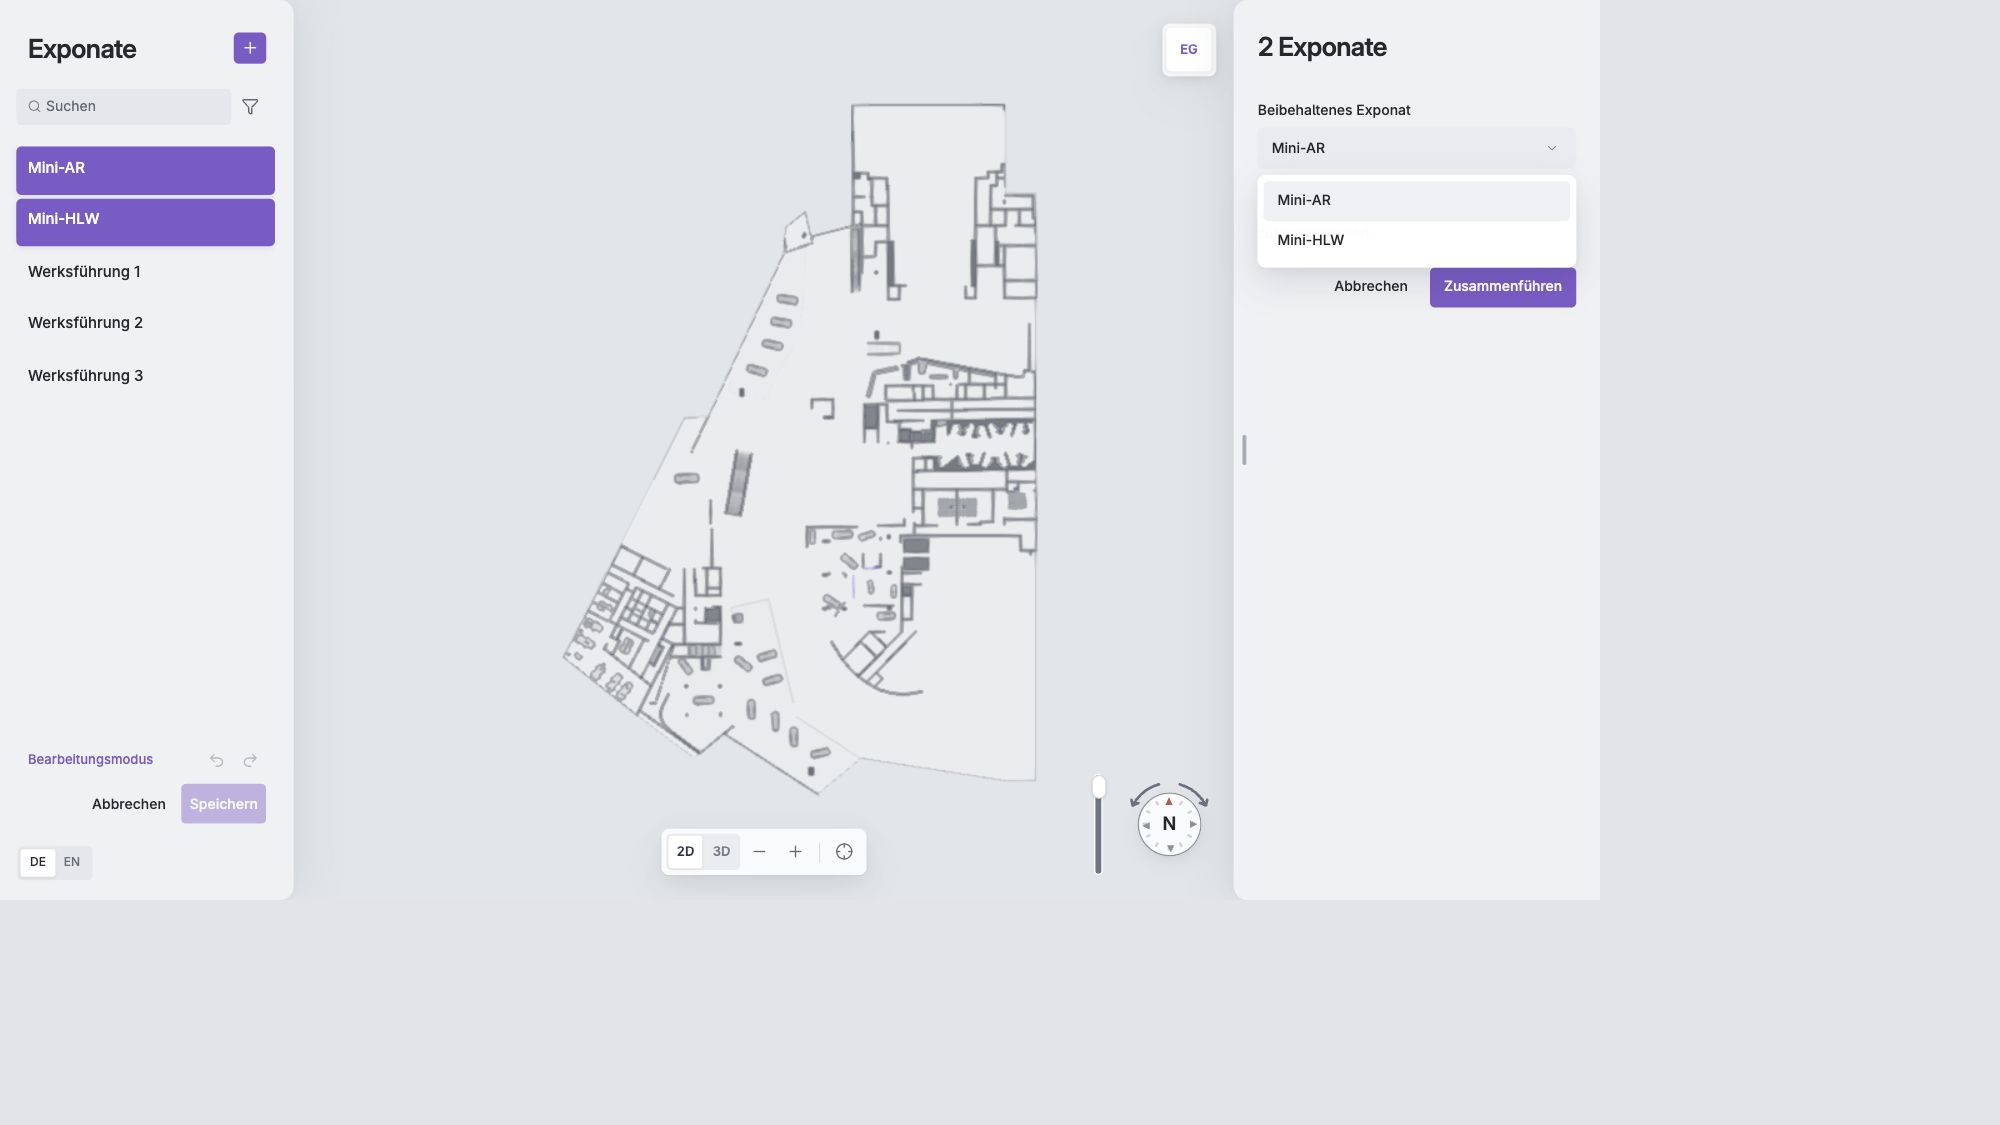 Exponate
Suchen
Mini-AR
Mini-HLW
Werksführung 1
Werksführung 2
Werksführung 3
Bearbeitungsmodus
Abbrechen
Speichern
DE
EN
EG
2D
3D
N
2 Exponate
Beibehaltenes Exponat
Mini-AR
Mini-AR
Mini-HLW
Abbrechen
Zusammenführen